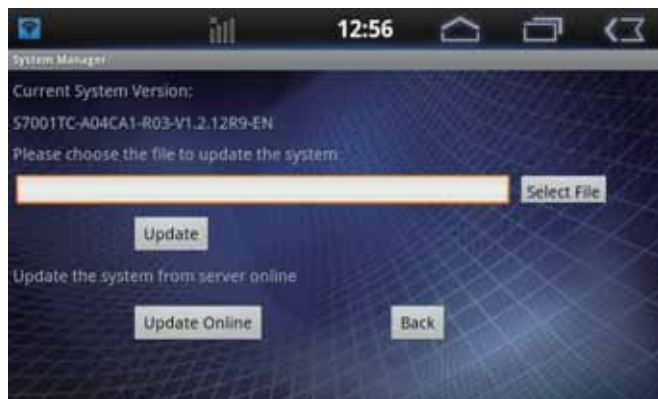 12:56
System Manager
Current System Version:
S7001TC-A04CA1-R03-V1.2.12R9-EN
Please choose the file to update the system
Select File
Update
Update the system from server online
Update Online Back